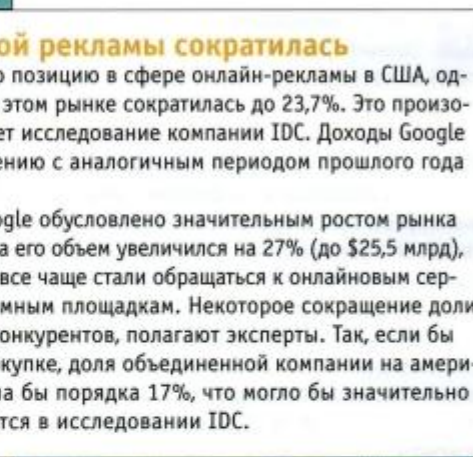 ой рекламы сократилась
о позицию в сфере онлайн-рекламы в США, од-
этом рынке сократилась до 23,7%. Это произо-
ет исследование компании IDC. Доходы Google
ению с аналогичным периодом прошлого года
ogle обусловлено значительным ростом рынка
а его объем увеличился на 27% (до $25,5 млрд),
все чаще стали обращаться к онлайновым сер-
мным площадкам. Некоторое сокращение доли
онкурентов, полагают эксперты. Так, если бы
купке, доля объединенной компании на амери-
ла бы порядка 17%, что могло бы значительно
тся в исследовании IDC.